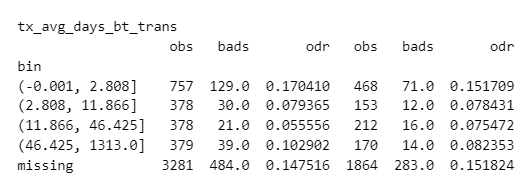 tx_avg_days_bt_trans
obs bads odr obs bads odr
bin
(-0.001, 2.808] 757 129.0 0.170410 468 71.0 0.151709
(2.808, 11.866] 378 30.0 0.079365 153 12.0 0.078431
(11.866, 46.425] 378 21.0 0.055556 212 16.0 0.075472
(46.425, 1313.0] 379 39.0 0.102902 170 14.0 0.082353
missing 3281 484.0 0.147516 1864 283.0 0.151824